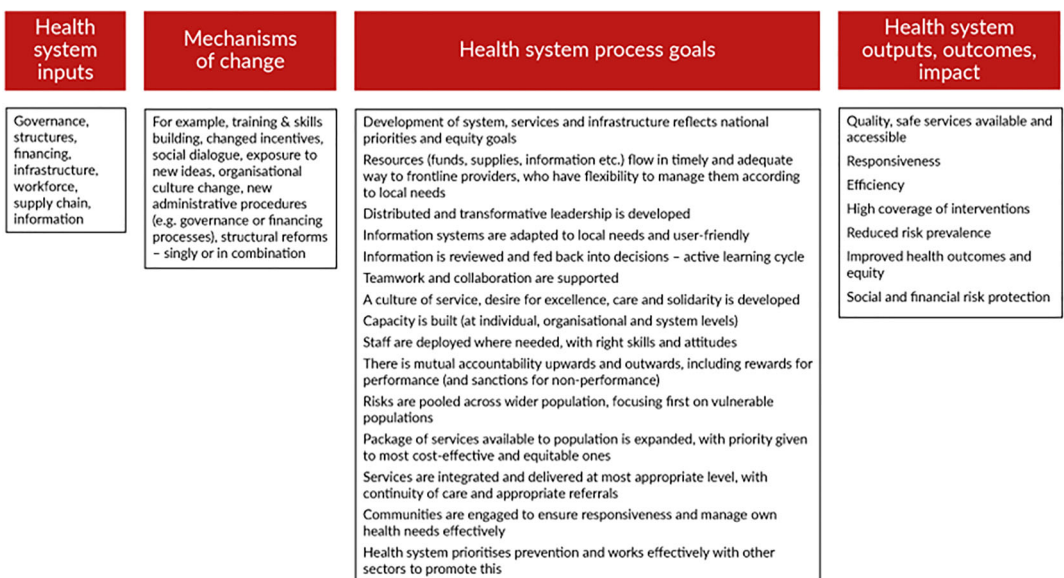 Health
system
inputs
Mechanisms
of change
Health system process goals
Health system
outputs, outcomes,
impact
Governance,
structures,
financing,
infrastructure,
workforce,
supply chain,
information
For example, training & skills
building, changed incentives,
social dialogue, exposure to
new ideas, organisational
culture change, new
administrative procedures
(e.g. governance or financing
processes), structural reforms
– singly or in combination
Development of system, services and infrastructure reflects national
priorities and equity goals
Resources (funds, supplies, information etc.) flow in timely and adequate
way to frontline providers, who have flexibility to manage them according
to local needs
Distributed and transformative leadership is developed
Information systems are adapted to local needs and user-friendly
Information is reviewed and fed back into decisions – active learning cycle
Teamwork and collaboration are supported
A culture of service, desire for excellence, care and solidarity is developed
Capacity is built (at individual, organisational and system levels)
Staff are deployed where needed, with right skills and attitudes
There is mutual accountability upwards and outwards, including rewards for
performance (and sanctions for non-performance)
Risks are pooled across wider population, focusing first on vulnerable
populations
Package of services available to population is expanded, with priority given
to most cost-effective and equitable ones
Services are integrated and delivered at most appropriate level, with
continuity of care and appropriate referrals
Communities are engaged to ensure responsiveness and manage own
health needs effectively
Health system prioritises prevention and works effectively with other
sectors to promote this
Quality, safe services available and
accessible
Responsiveness
Efficiency
High coverage of interventions
Reduced risk prevalence
Improved health outcomes and
equity
Social and financial risk protection